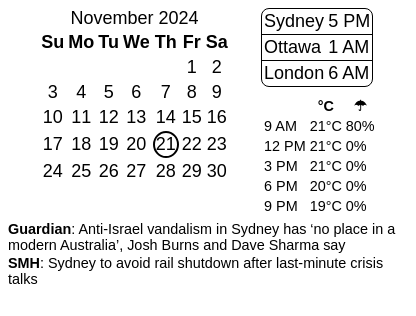 November 2024
Su Mo Tu We Th Fr Sa
1 2
3 4 5 6 7 8 9
10 11 12 13 14 15 16
17 18 19 20 21 22 23
24 25 26 27 28 29 30
Sydney 5 PM
Ottawa 1 AM
London 6 AM
°C ☂
9 AM 21°C 80%
12 PM 21°C 0%
3 PM 21°C 0%
6 PM 20°C 0%
9 PM 19°C 0%
Guardian: Anti-Israel vandalism in Sydney has ‘no place in a
modern Australia’, Josh Burns and Dave Sharma say
SMH: Sydney to avoid rail shutdown after last-minute crisis
talks